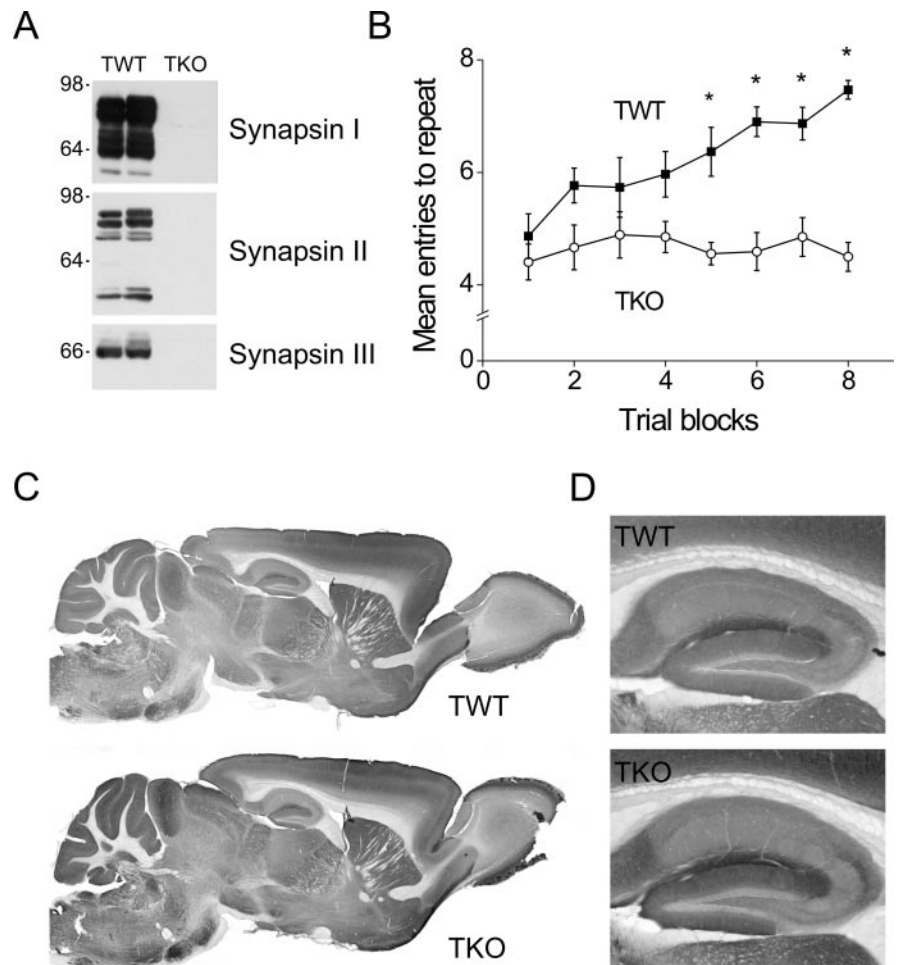 A
TWT TKO
98-
64-
Synapsin I
98-
64-
Synapsin II
66-
Synapsin III
B
Mean entries to repeat
8
6
4
0
TWT
TKO
* * * *
0 2 4 6 8
Trial blocks
C
TWT
TKO
D
TWT
TKO